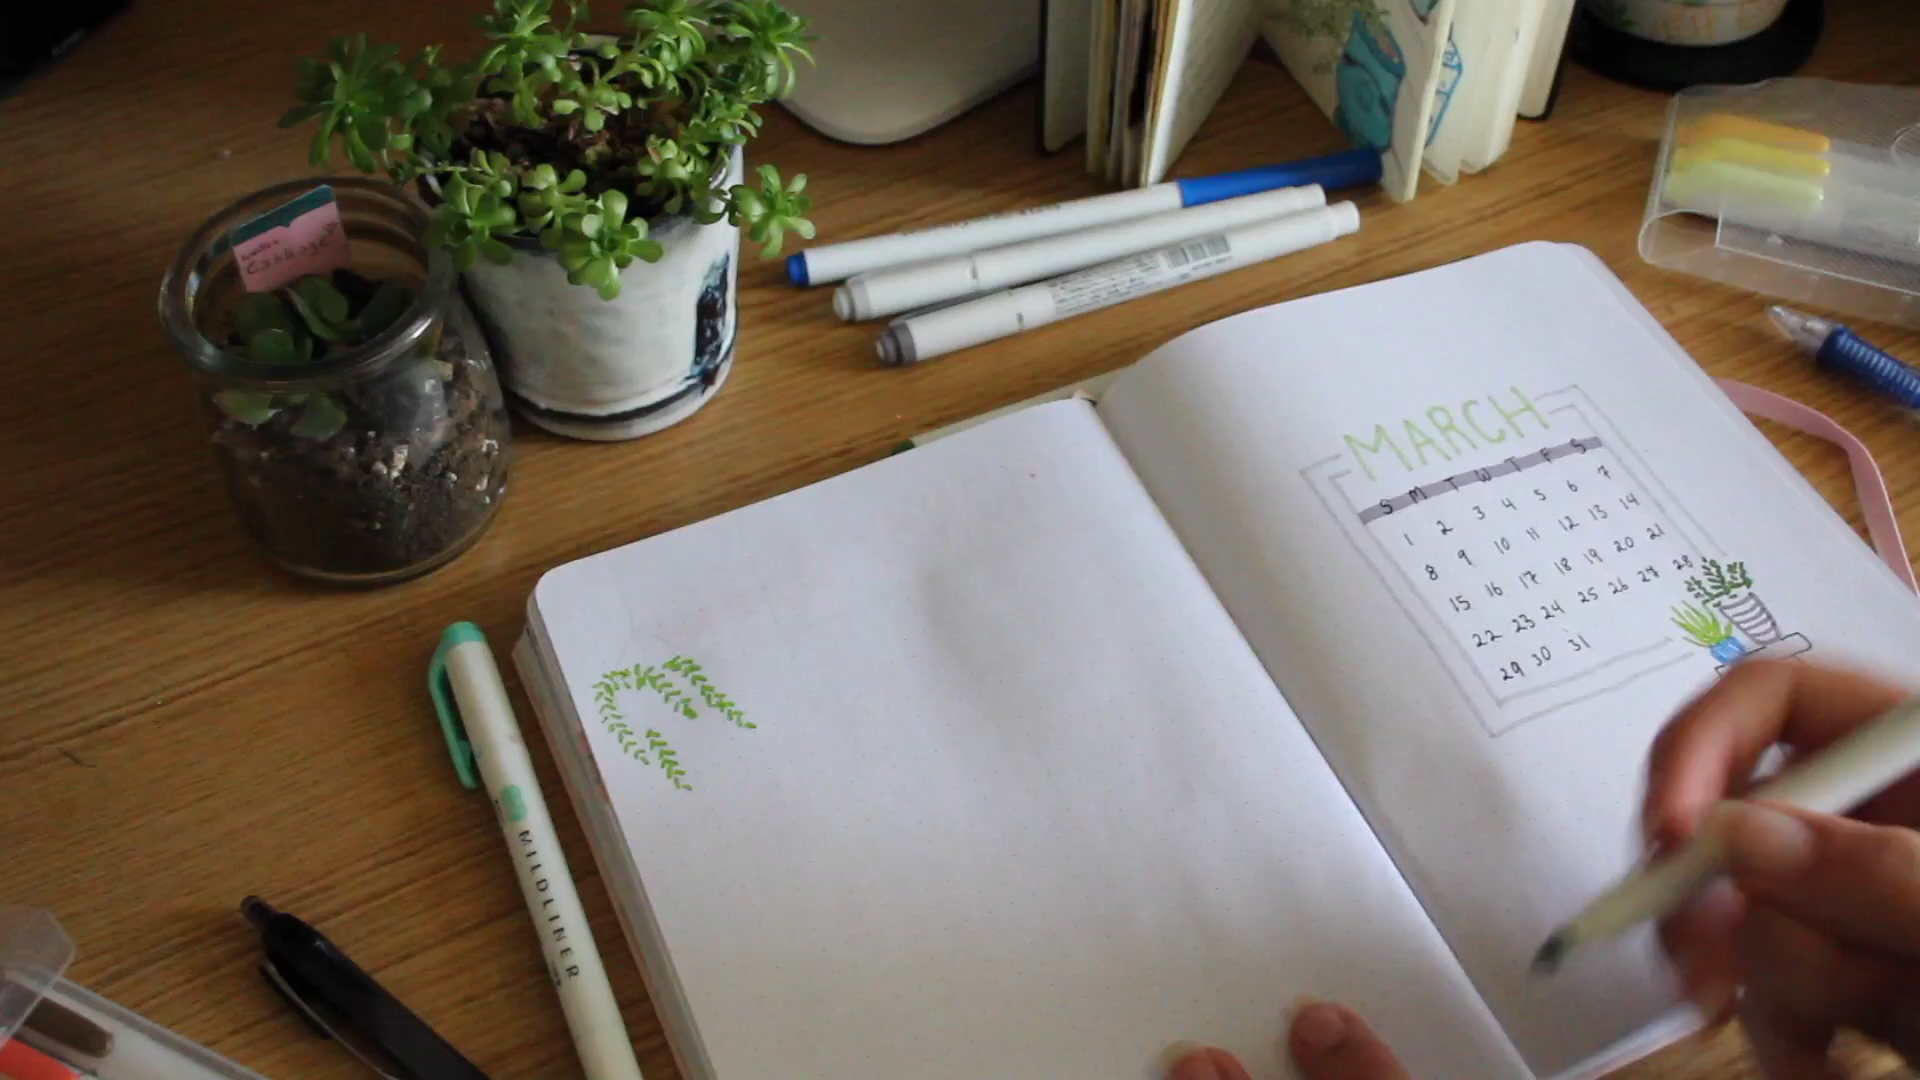 Cabbage
MARCH
S M T W T F S
1 2 3 4 5 6 7
8 9 10 11 12 13 14
15 16 17 18 19 20 21
22 23 24 25 26 27 28
29 30 31
MILDLINER